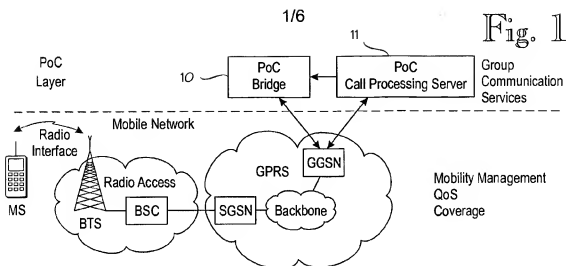 1/6
Fig. 1
PoC
Layer
10
PoC
Bridge
11
PoC
Call Processing Server
Group
Communication
Services
Mobile Network
Radio
Interface
MS
BTS
Radio Access
BSC
SGSN
GPRS
GGSN
Backbone
Mobility Management
QoS
Coverage